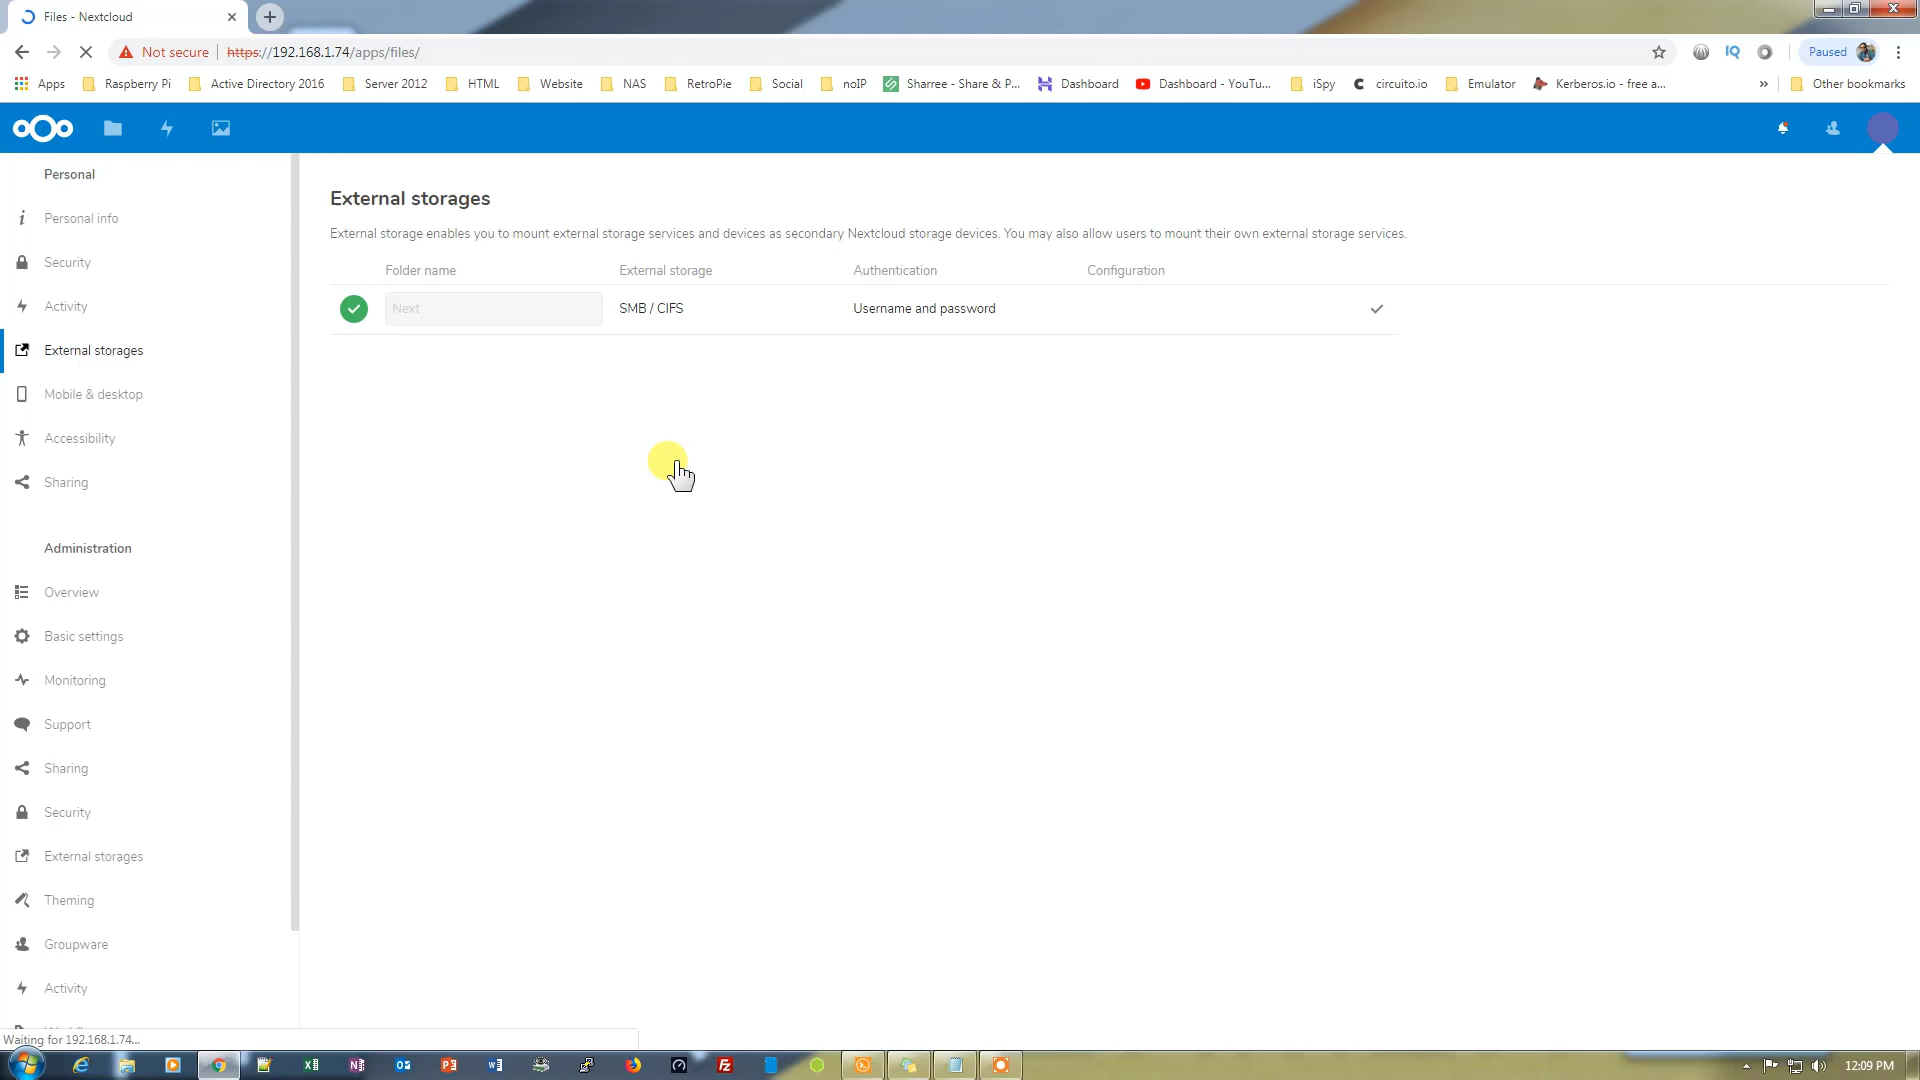 Files - Nextcloud
Not secure | https://192.168.1.74/apps/files/
Paused
Apps Raspberry Pi Active Directory 2016 Server 2012 HTML Website NAS RetroPie Social noIP Sharree - Share & P... Dashboard Dashboard - YouTu... iSpy circuito.io Emulator Kerberos.io - free a... » Other bookmarks
Personal
Personal info
Security
Activity
External storages
Mobile & desktop
Accessibility
Sharing
Administration
Overview
Basic settings
Monitoring
Support
Sharing
Security
External storages
Theming
Groupware
Activity
External storages
External storage enables you to mount external storage services and devices as secondary Nextcloud storage devices. You may also allow users to mount their own external storage services.
Folder name External storage Authentication Configuration
Next SMB / CIFS Username and password
Waiting for 192.168.1.74...
12:09 PM